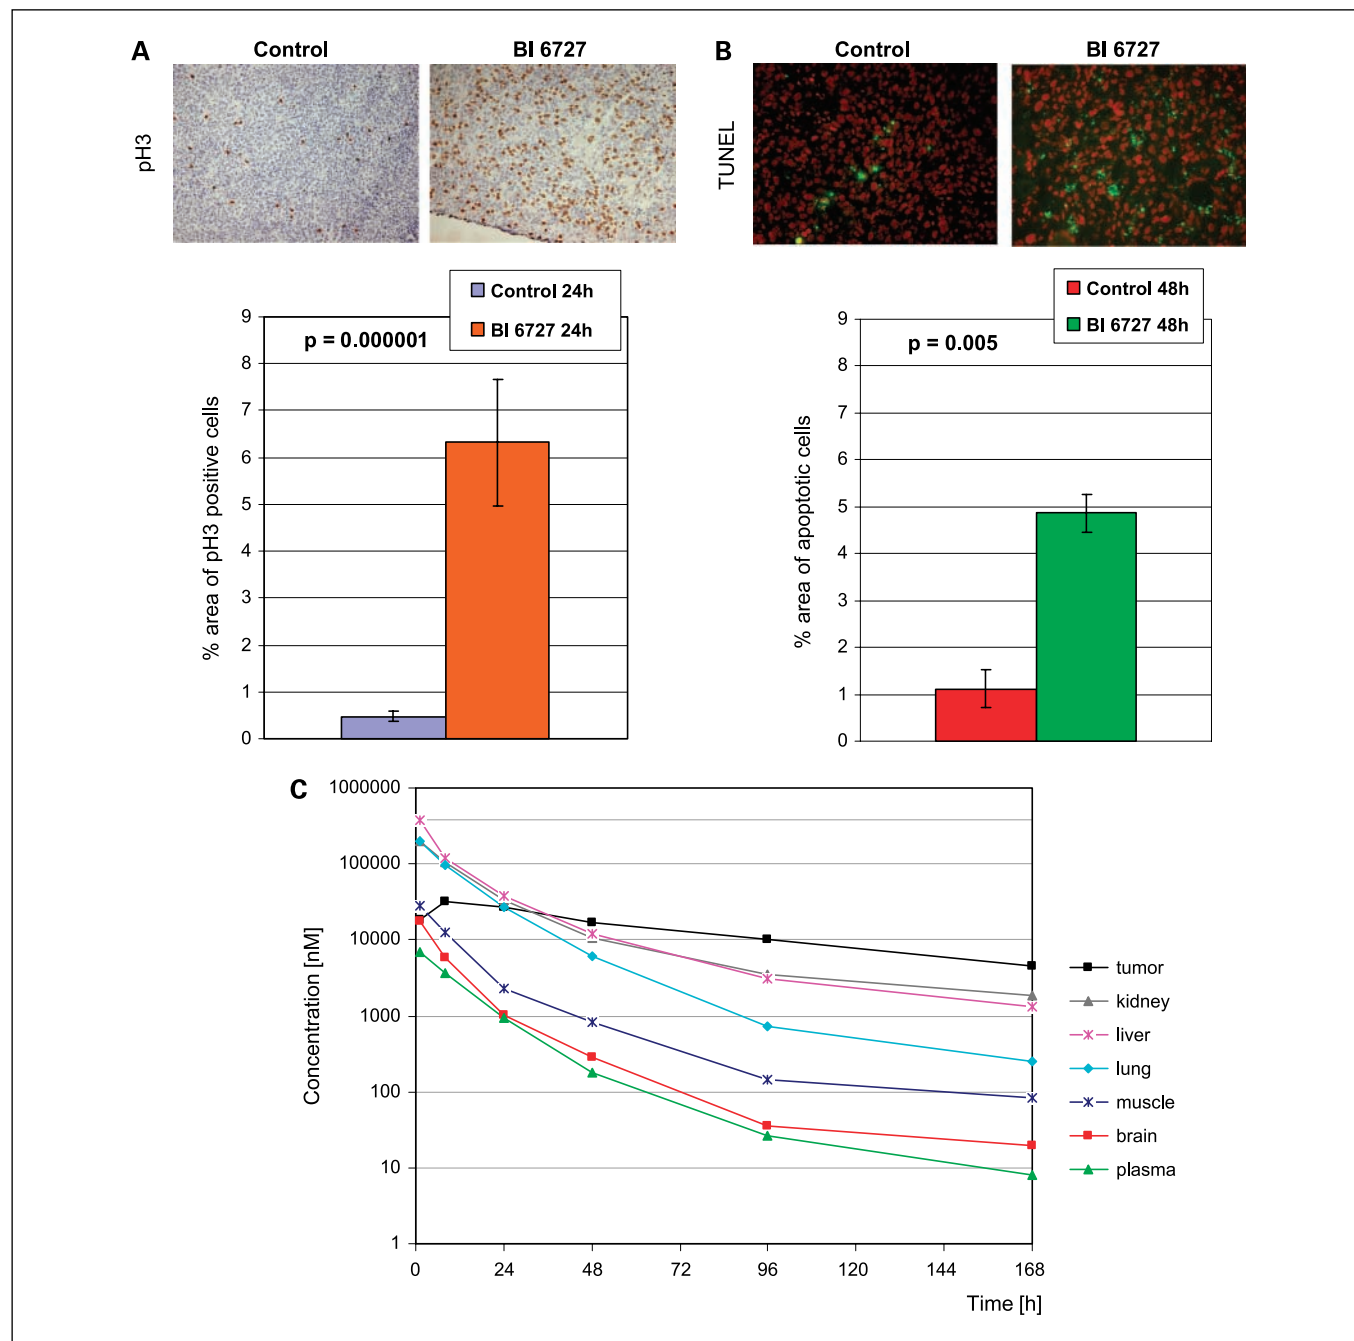 A
Control
BI 6727
pH3
Control 24h
BI 6727 24h
p = 0.000001
% area of pH3 positive cells
9
8
7
6
5
4
3
2
1
0
B
Control
BI 6727
TUNEL
Control 48h
BI 6727 48h
p = 0.005
% area of apoptotic cells
9
8
7
6
5
4
3
2
1
0
C
Concentration [nM]
1000000
100000
10000
1000
100
10
1
0 24 48 72 96 120 144 168
Time [h]
tumor
kidney
liver
lung
muscle
brain
plasma